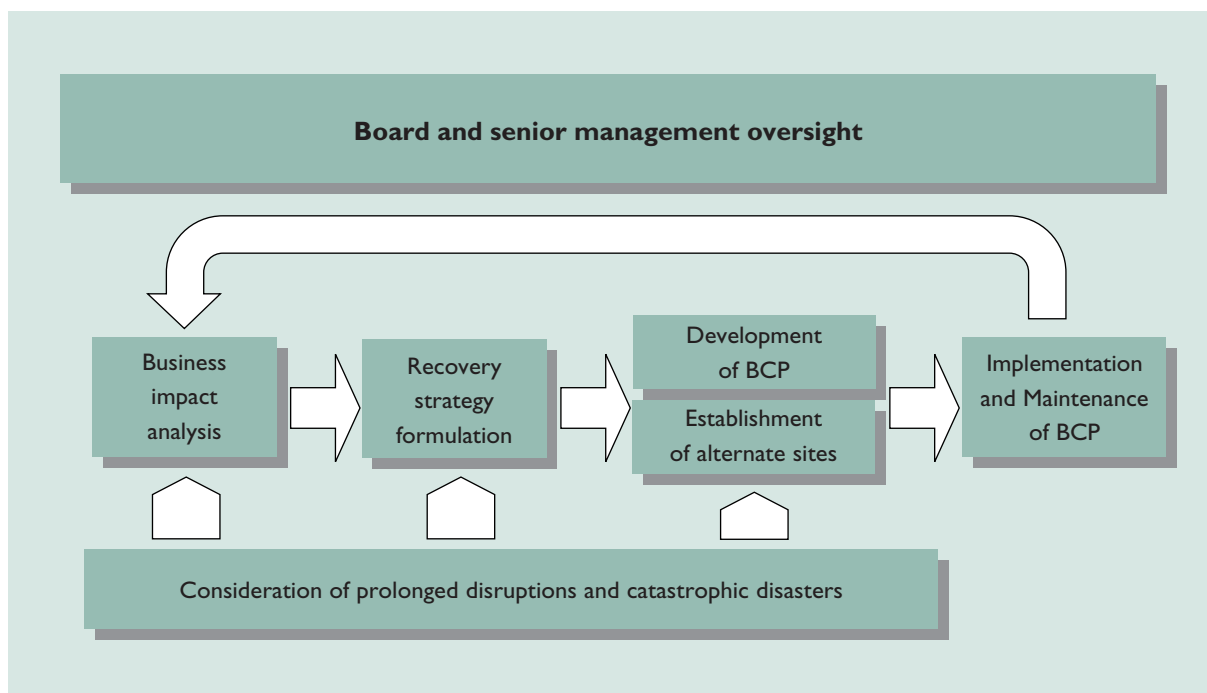 Board and senior management oversight
Business
impact
analysis
Recovery
strategy
formulation
Development
of BCP
Establishment
of alternate sites
Implementation
and Maintenance
of BCP
Consideration of prolonged disruptions and catastrophic disasters